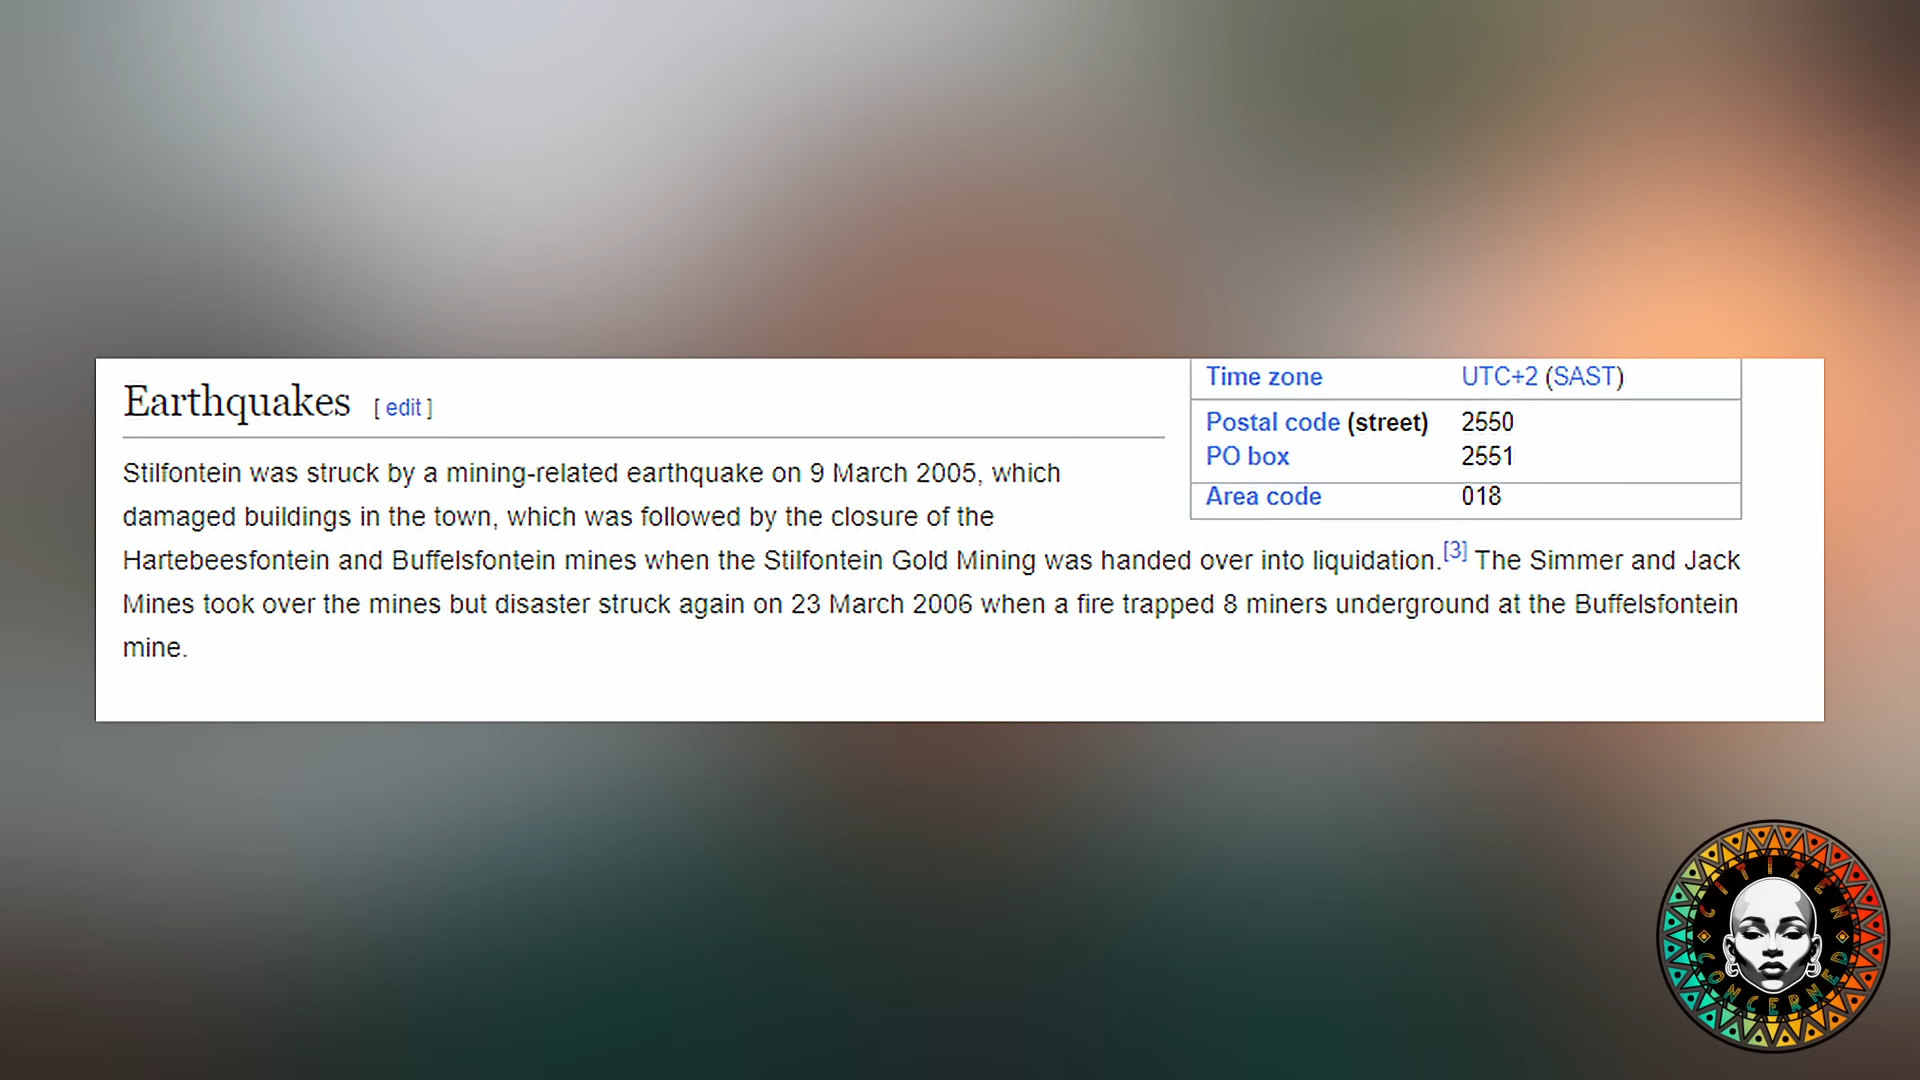 Earthquakes [ edit ]
Stilfontein was struck by a mining-related earthquake on 9 March 2005, which
damaged buildings in the town, which was followed by the closure of the
Hartebeesfontein and Buffelsfontein mines when the Stilfontein Gold Mining was handed over into liquidation.[3] The Simmer and Jack
Mines took over the mines but disaster struck again on 23 March 2006 when a fire trapped 8 miners underground at the Buffelsfontein
mine.
Time zone UTC+2 (SAST)
Postal code (street) 2550
PO box 2551
Area code 018
CITIZEN
CONCERNED